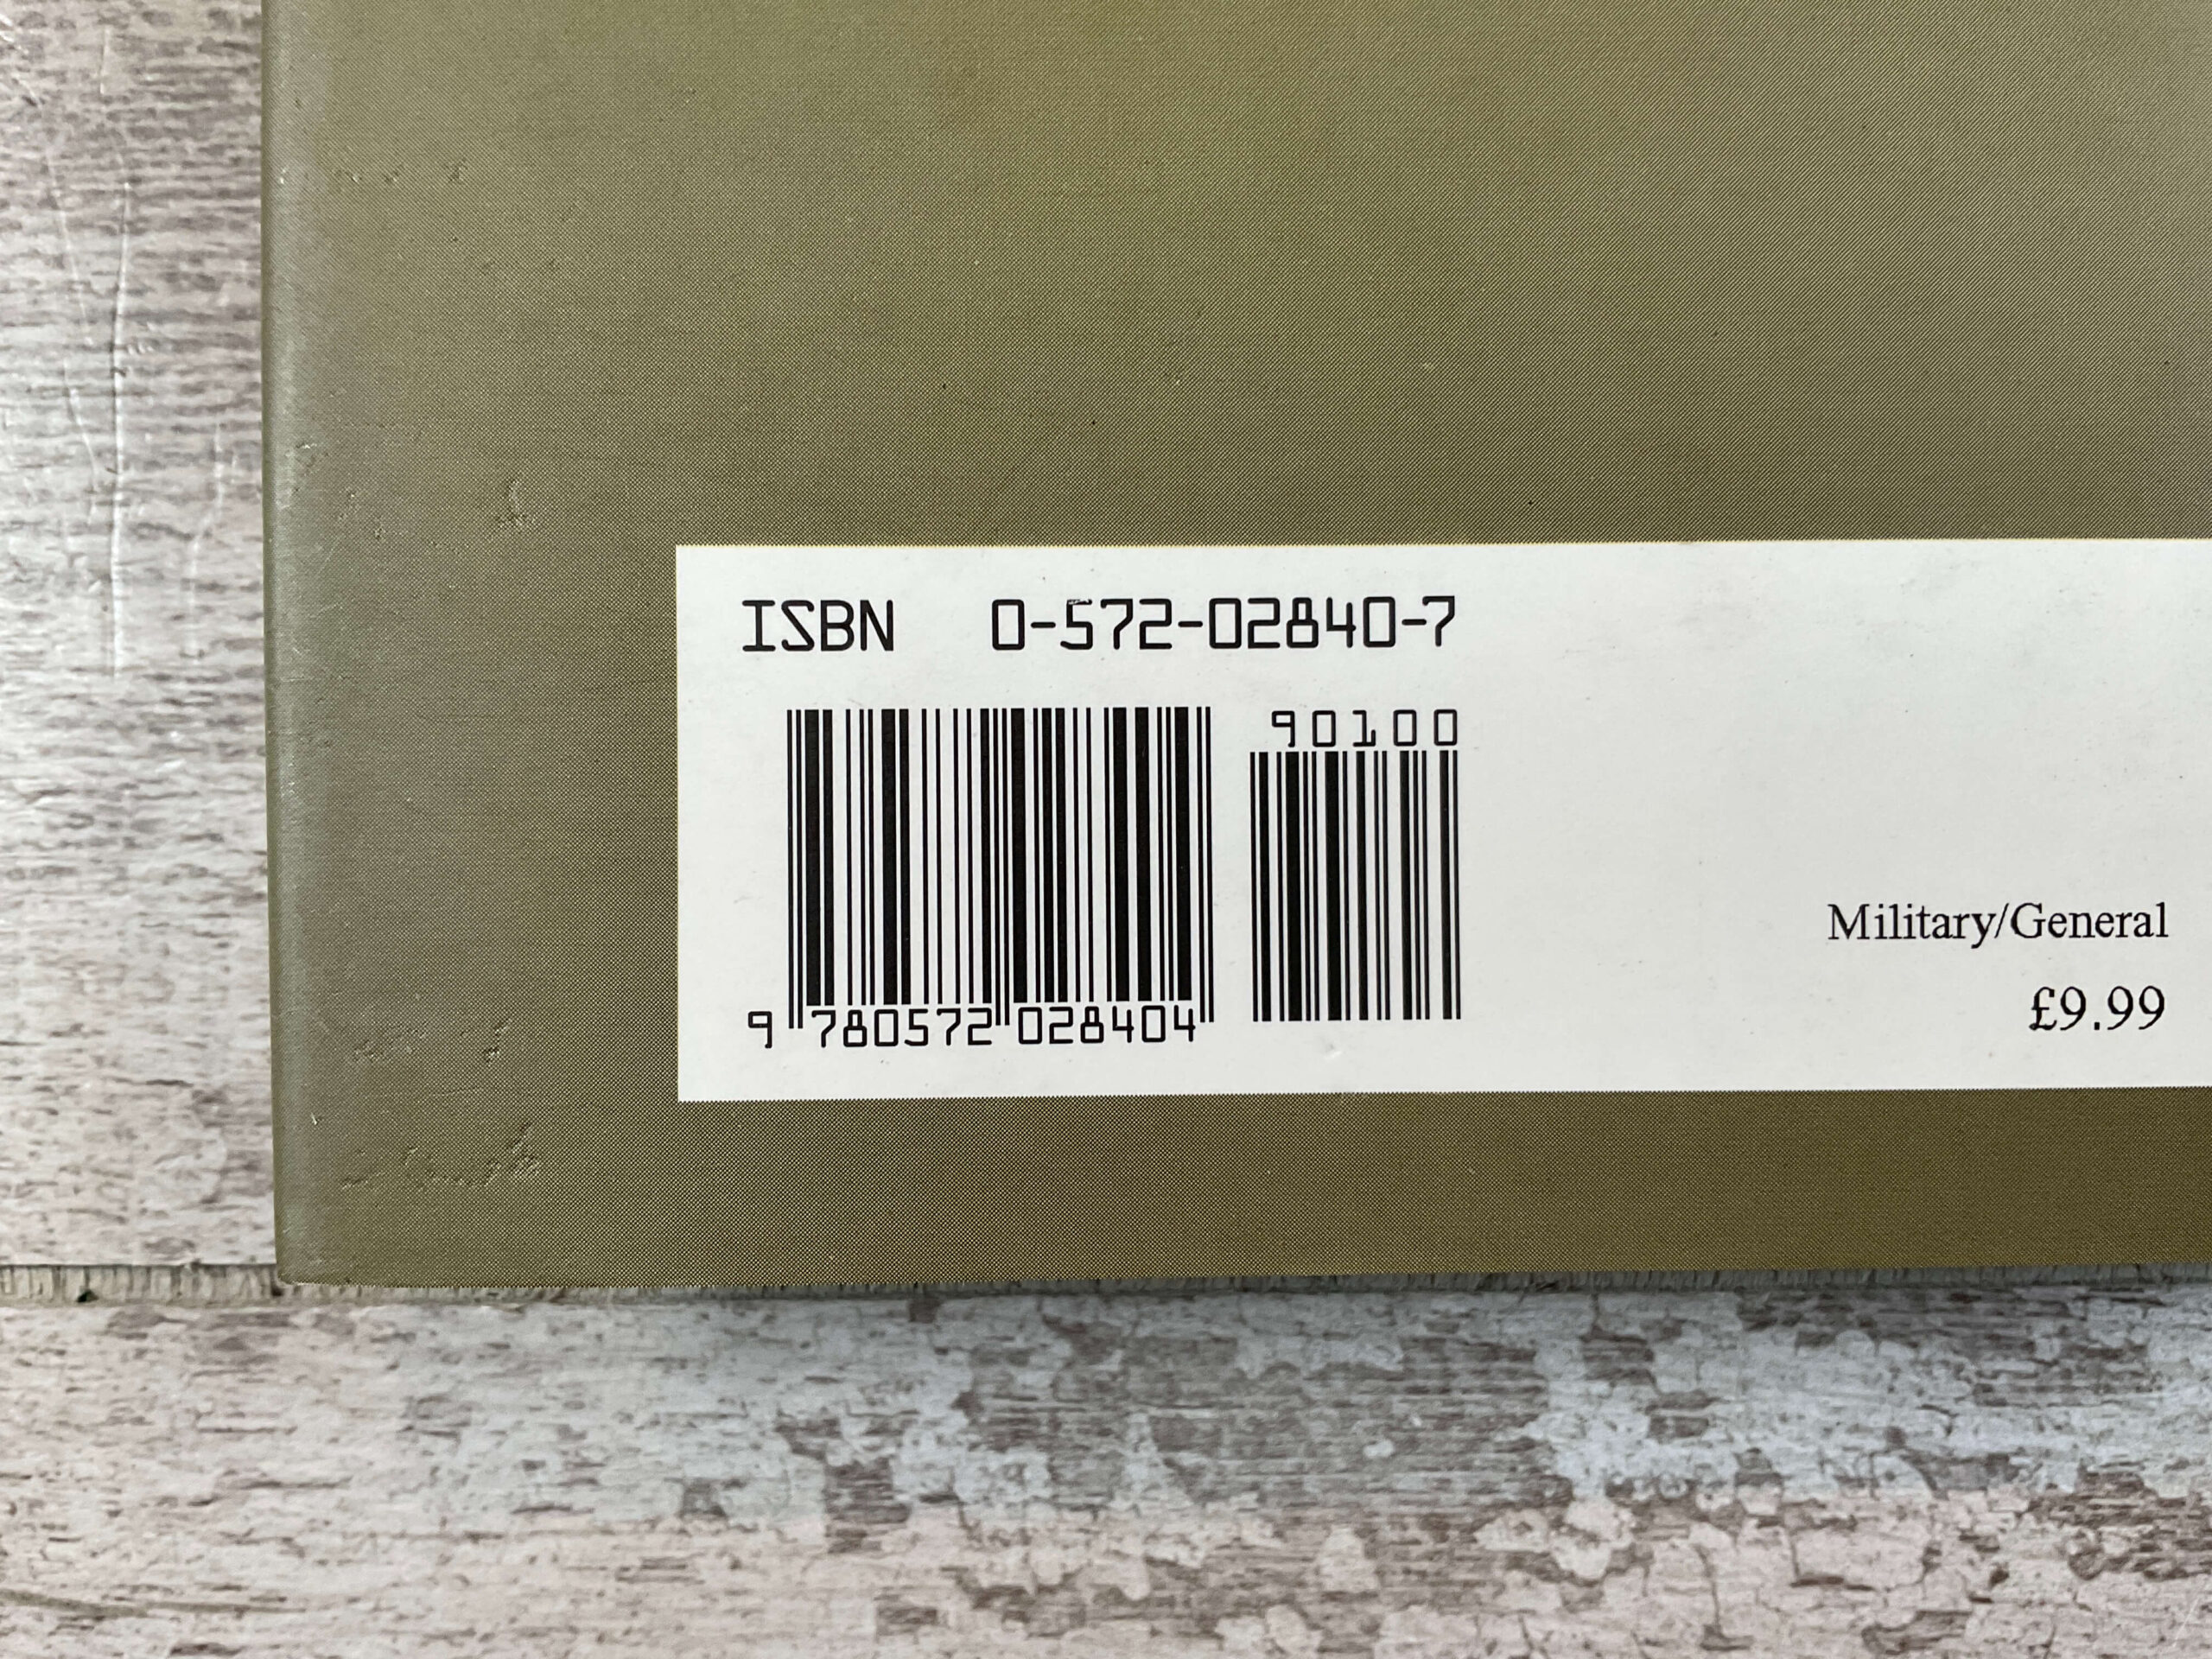 ISBN 0-572-02840-7
90100
9 780572 028404
Military/General
£9.99